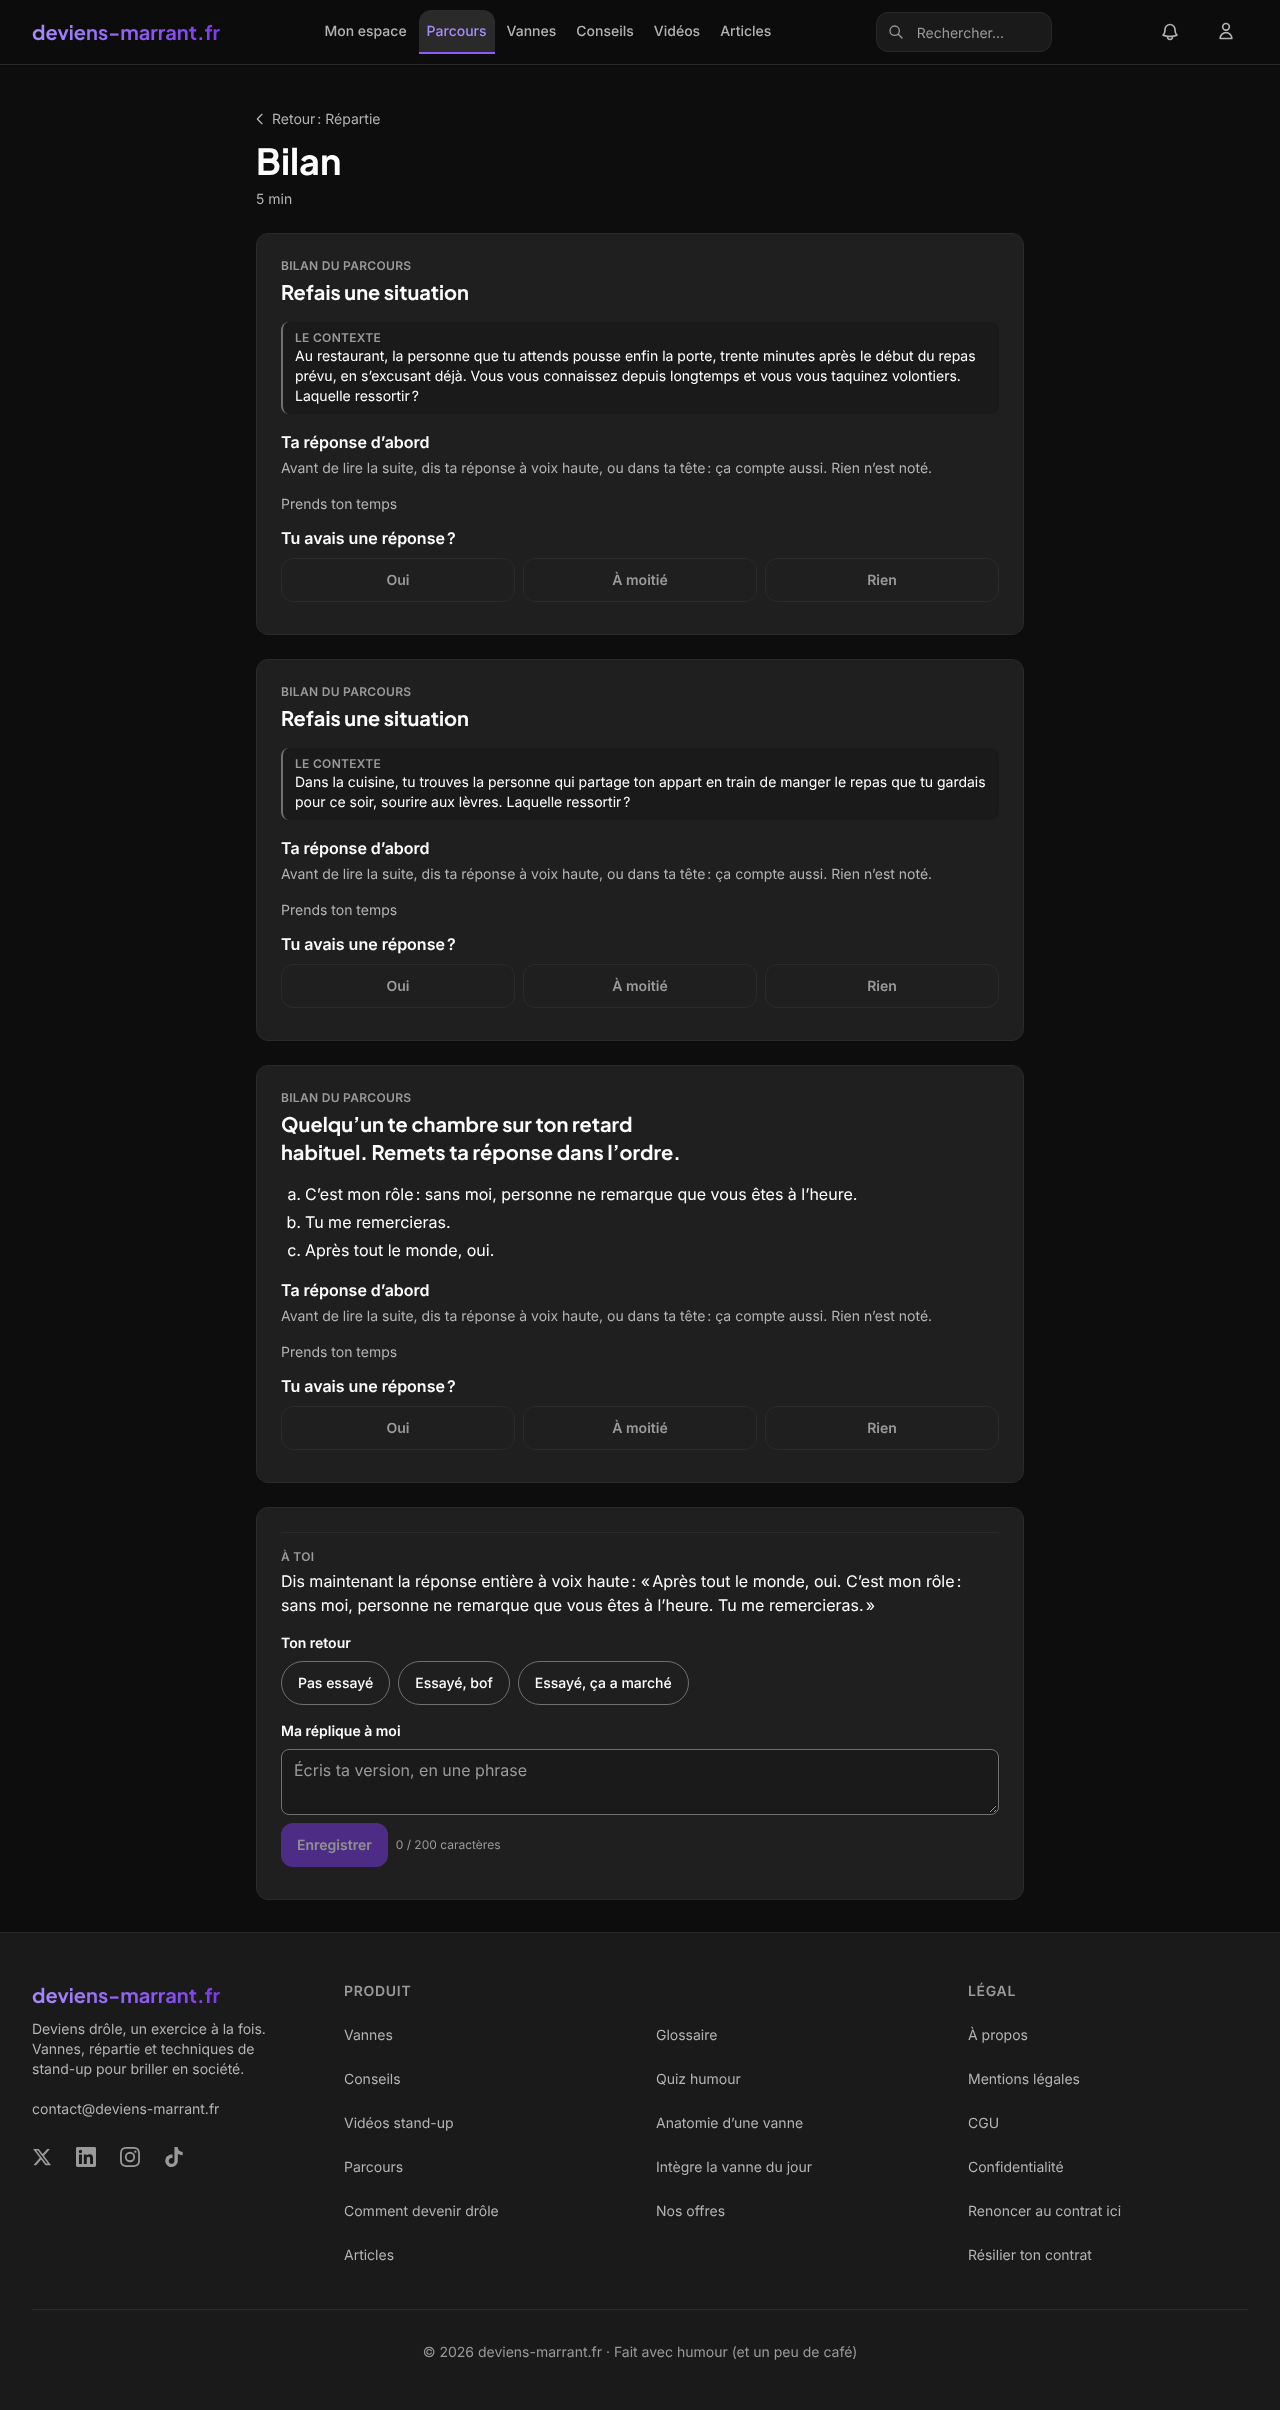 deviens-marrant.fr
Mon espace
Parcours
Vannes
Conseils
Vidéos
Articles
Rechercher...
Retour : Répartie
Bilan
5 min
BILAN DU PARCOURS
Refais une situation
LE CONTEXTE
Au restaurant, la personne que tu attends pousse enfin la porte, trente minutes après le début du repas
prévu, en s’excusant déjà. Vous vous connaissez depuis longtemps et vous vous taquinez volontiers.
Laquelle ressortir ?
Ta réponse d’abord
Avant de lire la suite, dis ta réponse à voix haute, ou dans ta tête : ça compte aussi. Rien n’est noté.
Prends ton temps
Tu avais une réponse ?
Oui
À moitié
Rien
BILAN DU PARCOURS
Refais une situation
LE CONTEXTE
Dans la cuisine, tu trouves la personne qui partage ton appart en train de manger le repas que tu gardais
pour ce soir, sourire aux lèvres. Laquelle ressortir ?
Ta réponse d’abord
Avant de lire la suite, dis ta réponse à voix haute, ou dans ta tête : ça compte aussi. Rien n’est noté.
Prends ton temps
Tu avais une réponse ?
Oui
À moitié
Rien
BILAN DU PARCOURS
Quelqu’un te chambre sur ton retard
habituel. Remets ta réponse dans l’ordre.
a. C’est mon rôle : sans moi, personne ne remarque que vous êtes à l’heure.
b. Tu me remercieras.
c. Après tout le monde, oui.
Ta réponse d’abord
Avant de lire la suite, dis ta réponse à voix haute, ou dans ta tête : ça compte aussi. Rien n’est noté.
Prends ton temps
Tu avais une réponse ?
Oui
À moitié
Rien
À TOI
Dis maintenant la réponse entière à voix haute : « Après tout le monde, oui. C’est mon rôle :
sans moi, personne ne remarque que vous êtes à l’heure. Tu me remercieras. »
Ton retour
Pas essayé
Essayé, bof
Essayé, ça a marché
Ma réplique à moi
Écris ta version, en une phrase
Enregistrer
0 / 200 caractères
deviens-marrant.fr
Deviens drôle, un exercice à la fois.
Vannes, répartie et techniques de
stand-up pour briller en société.
contact@deviens-marrant.fr
PRODUIT
Vannes
Conseils
Vidéos stand-up
Parcours
Comment devenir drôle
Articles
Glossaire
Quiz humour
Anatomie d’une vanne
Intègre la vanne du jour
Nos offres
LÉGAL
À propos
Mentions légales
CGU
Confidentialité
Renoncer au contrat ici
Résilier ton contrat
© 2026 deviens-marrant.fr · Fait avec humour (et un peu de café)